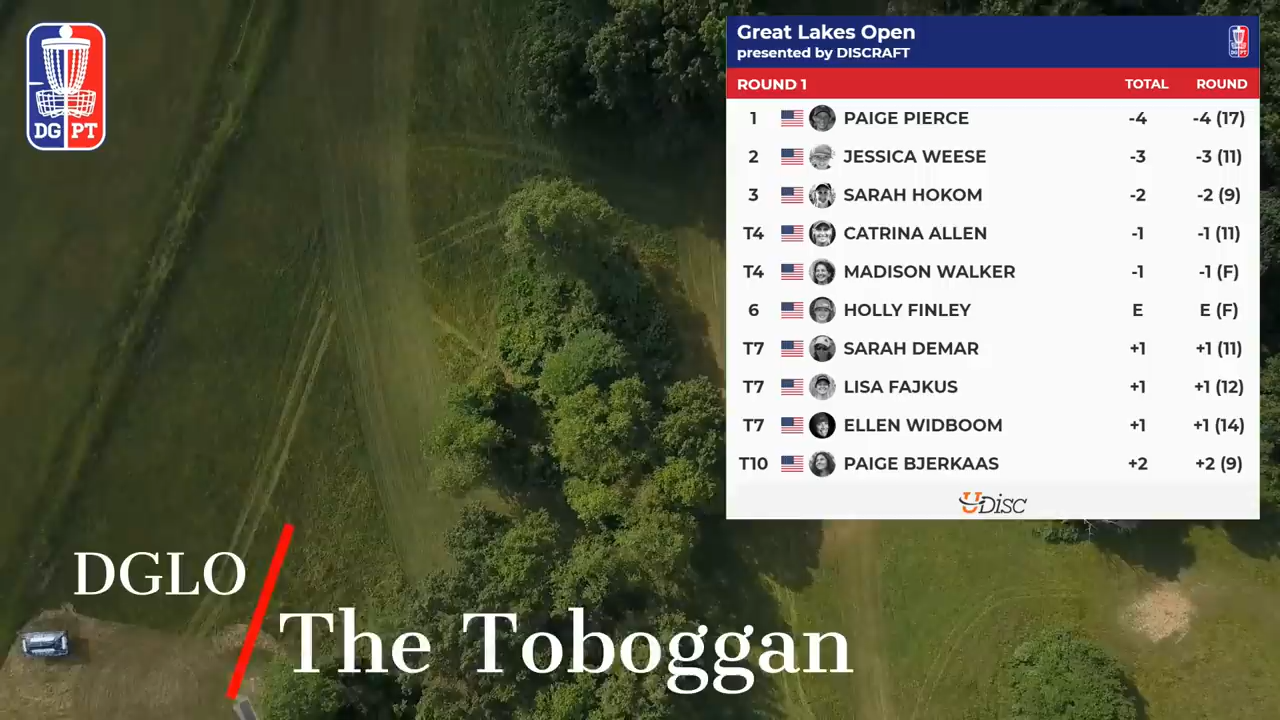 DG PT
Great Lakes Open
presented by DISCRAFT
DG PT
ROUND 1 TOTAL ROUND
1 PAIGE PIERCE -4 -4 (17)
2 JESSICA WEESE -3 -3 (11)
3 SARAH HOKOM -2 -2 (9)
T4 CATRINA ALLEN -1 -1 (11)
T4 MADISON WALKER -1 -1 (F)
6 HOLLY FINLEY E E (F)
T7 SARAH DEMAR +1 +1 (11)
T7 LISA FAJKUS +1 +1 (12)
T7 ELLEN WIDBOOM +1 +1 (14)
T10 PAIGE BJERKAAS +2 +2 (9)
UDisc
DGLO
The Toboggan